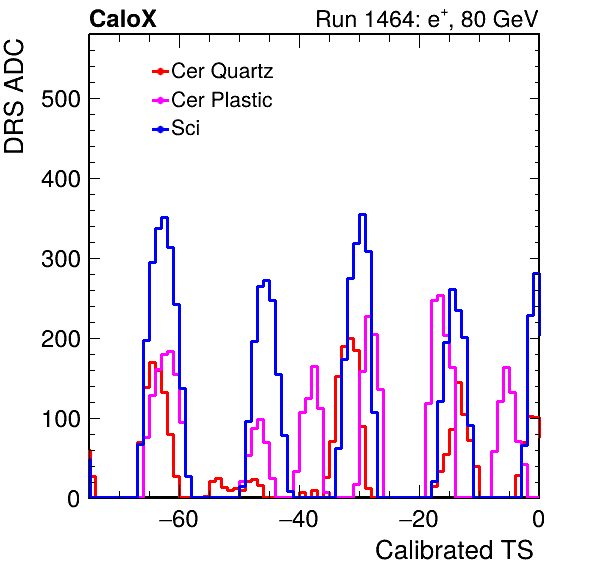 CaloX Run 1464: e⁺, 80 GeV
DRS ADC
Cer Quartz
Cer Plastic
Sci
500
400
300
200
100
0
−60 −40 −20 0
Calibrated TS